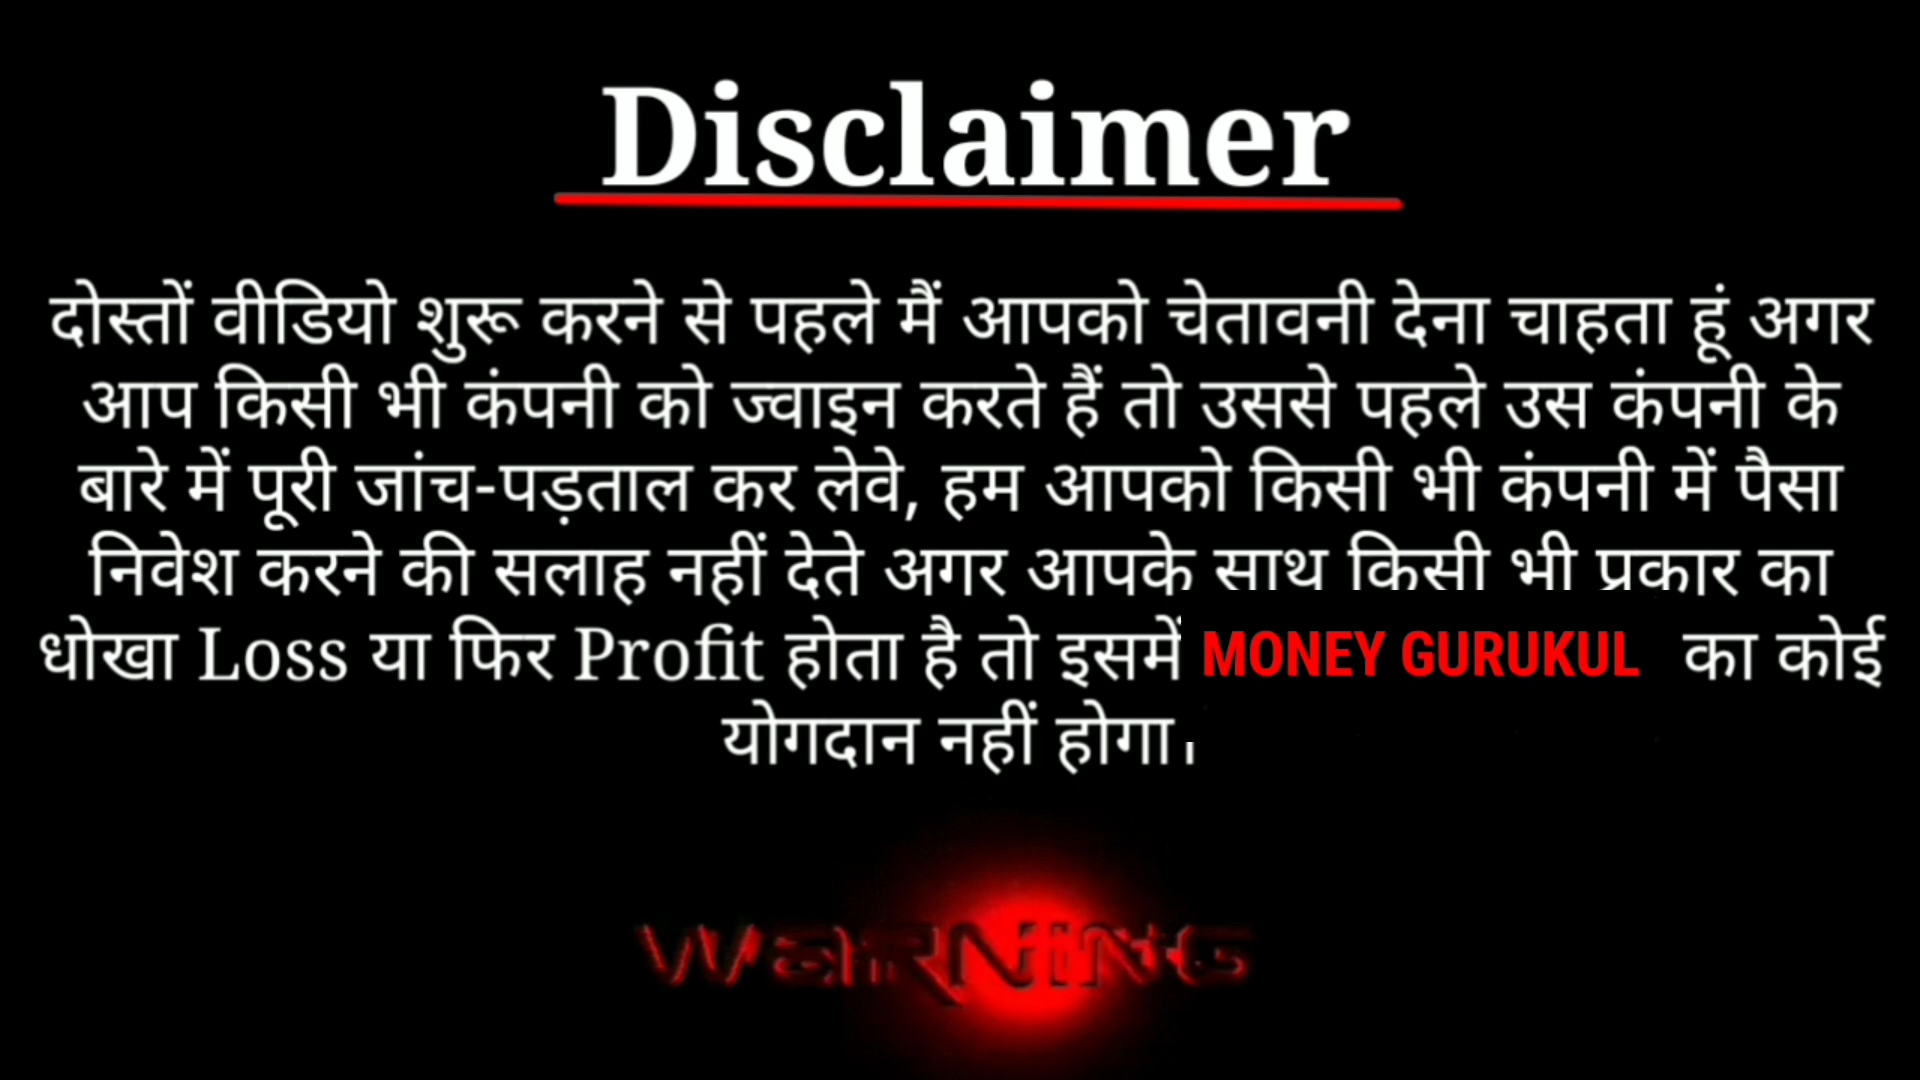 Disclaimer
दोस्तों वीडियो शुरू करने से पहले मैं आपको चेतावनी देना चाहता हूं अगर
आप किसी भी कंपनी को ज्वाइन करते हैं तो उससे पहले उस कंपनी के
बारे में पूरी जांच-पड़ताल कर लेवे, हम आपको किसी भी कंपनी में पैसा
निवेश करने की सलाह नहीं देते अगर आपके साथ किसी भी प्रकार का
धोखा Loss या फिर Profit होता है तो इसमें MONEY GURUKUL का कोई
योगदान नहीं होगा।
WARNING